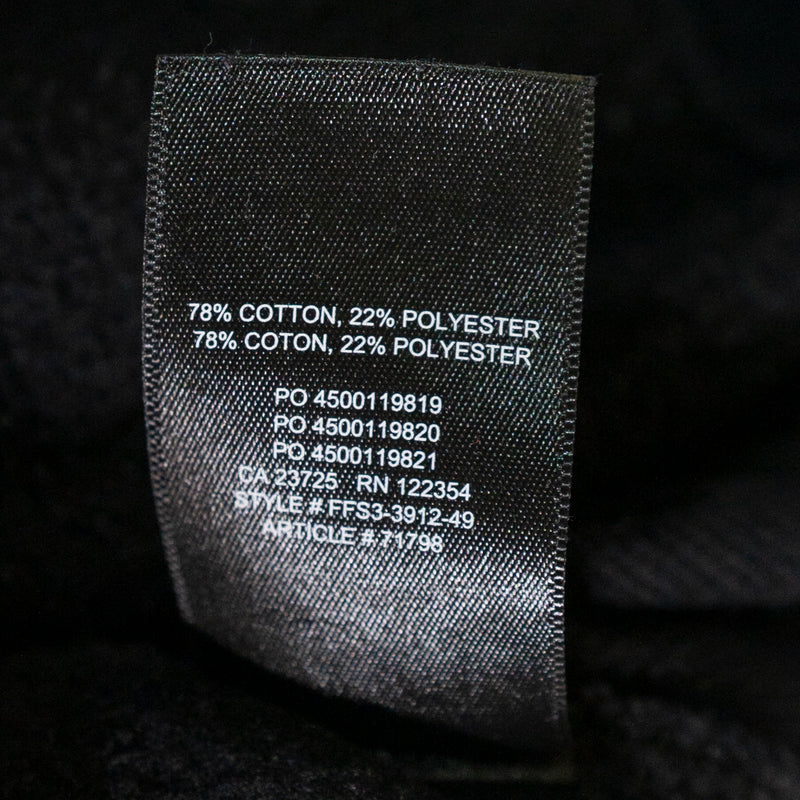 78% COTTON, 22% POLYESTER
78% COTON, 22% POLYESTER
PO 4500119819
PO 4500119820
PO 4500119821
CA 23725 RN 122354
STYLE # FFS3-3912-49
ARTICLE # 71798